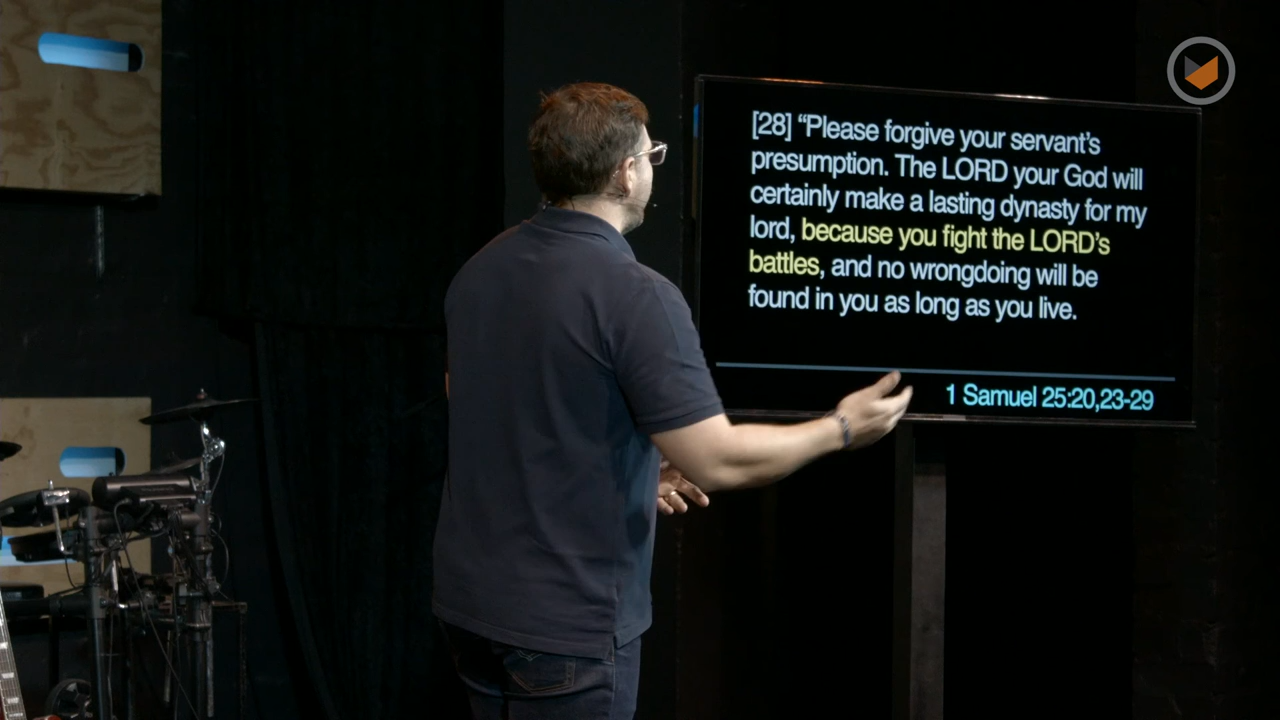 [28] “Please forgive your servant’s
presumption. The LORD your God will
certainly make a lasting dynasty for my
lord, because you fight the LORD’s
battles, and no wrongdoing will be
found in you as long as you live.
1 Samuel 25:20,23-29